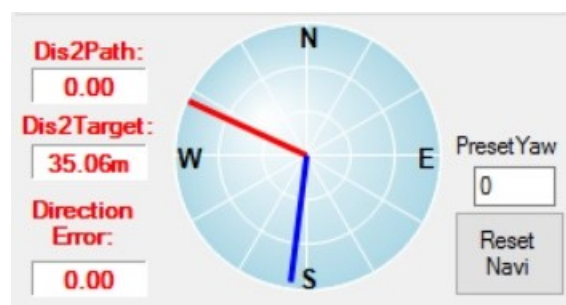 Dis2Path:
0.00
Dis2Target:
35.06m
Direction
Error:
0.00
N
W
E
S
PresetYaw
0
Reset
Navi